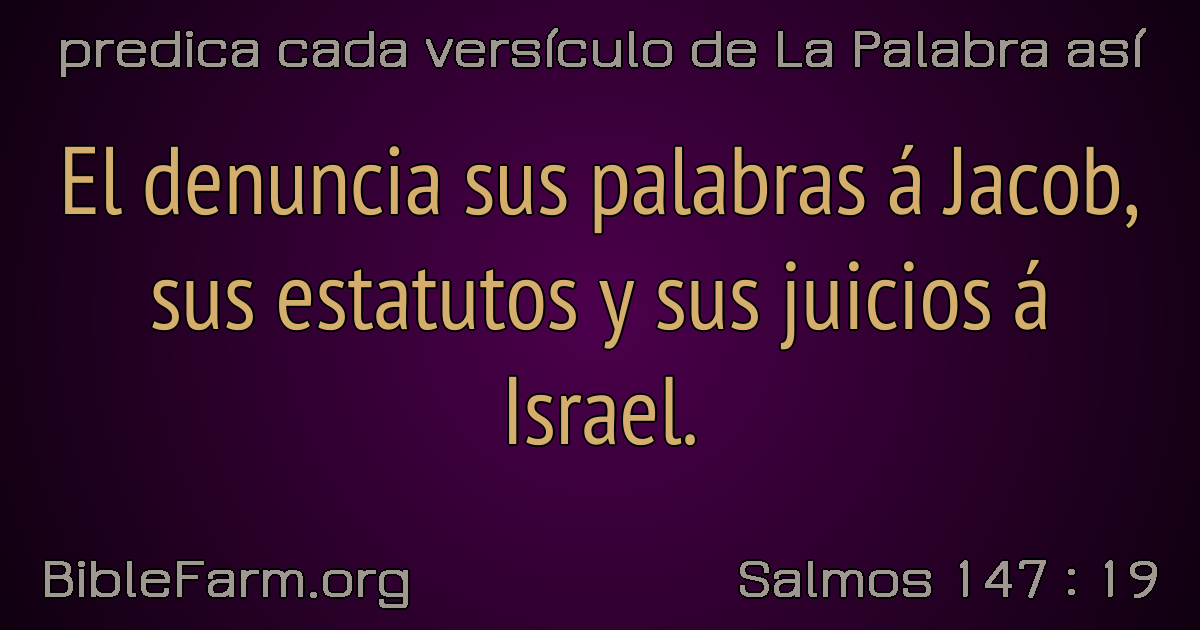 predica cada versículo de La Palabra así
El denuncia sus palabras á Jacob,
sus estatutos y sus juicios á
Israel.
BibleFarm.org
Salmos 147 : 19